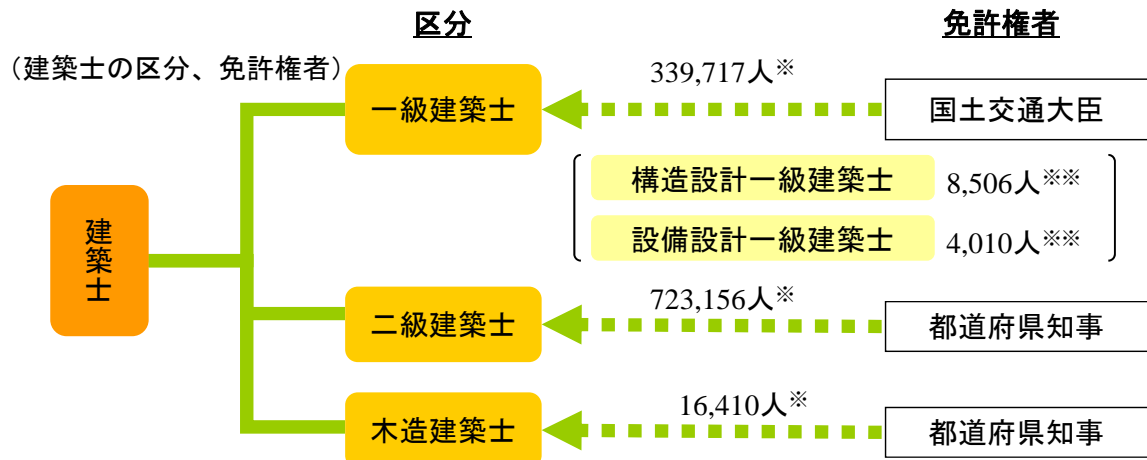 区分
免許権者
（建築士の区分、免許権者）
339,717人※
一級建築士
国土交通大臣
構造設計一級建築士 8,506人※※
設備設計一級建築士 4,010人※※
建築士
723,156人※
二級建築士
都道府県知事
16,410人※
木造建築士
都道府県知事